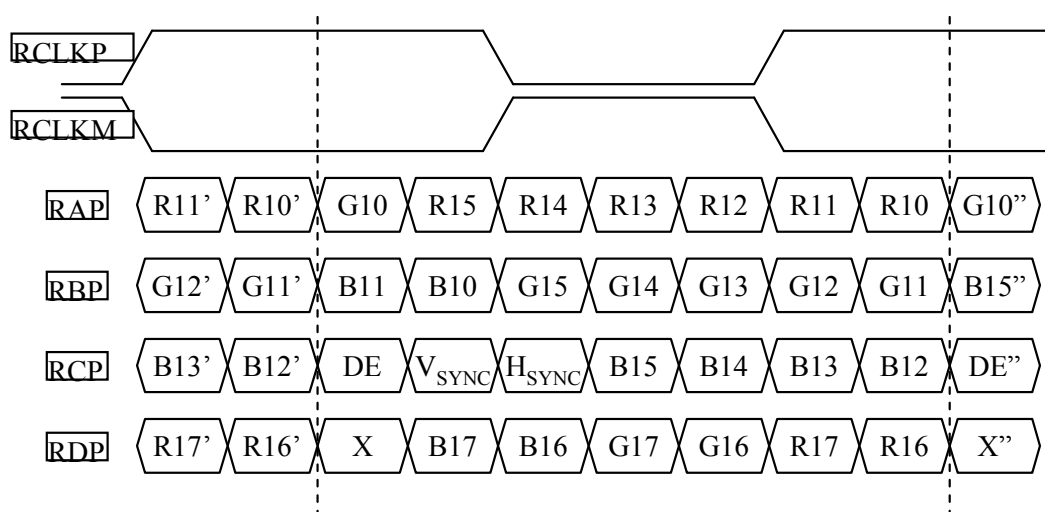 RCLKP
RCLKM
RAP R11’ R10’ G10 R15 R14 R13 R12 R11 R10 G10”
RBP G12’ G11’ B11 B10 G15 G14 G13 G12 G11 B15”
RCP B13’ B12’ DE VSYNC HSYNC B15 B14 B13 B12 DE”
RDP R17’ R16’ X B17 B16 G17 G16 R17 R16 X”